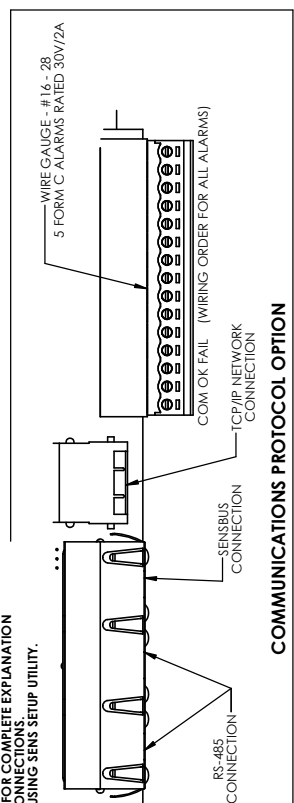 FOR COMPLETE EXPLANATION
ONNECTIONS.
USING SENS SETUP UTILITY.
WIRE GAUGE - #16 - 28
5 FORM C ALARMS RATED 30V/2A
COM OK FAIL (WIRING ORDER FOR ALL ALARMS)
TCP/IP NETWORK
CONNECTION
SENSBUS
CONNECTION
RS-485
CONNECTION
COMMUNICATIONS PROTOCOL OPTION